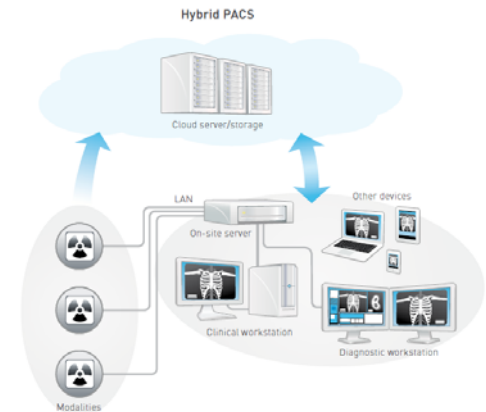 Hybrid PACS
Cloud server/storage
LAN
On-site server
Other devices
Clinical workstation
Diagnostic workstation
Modalities